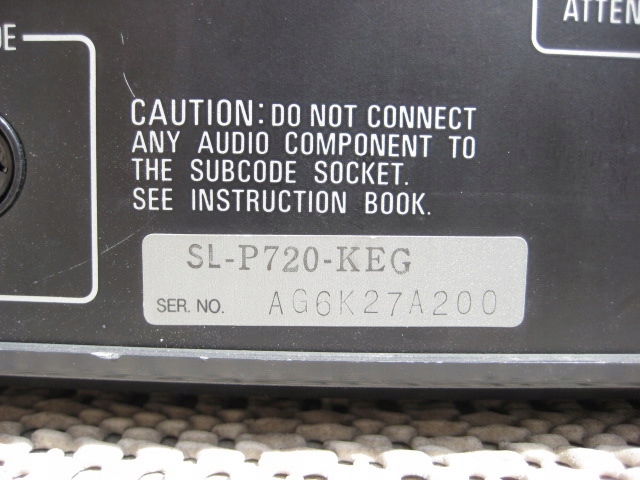 DE
ATTEN
CAUTION: DO NOT CONNECT
ANY AUDIO COMPONENT TO
THE SUBCODE SOCKET.
SEE INSTRUCTION BOOK.
SL-P720-KEG
SER. NO. AG6K27A200